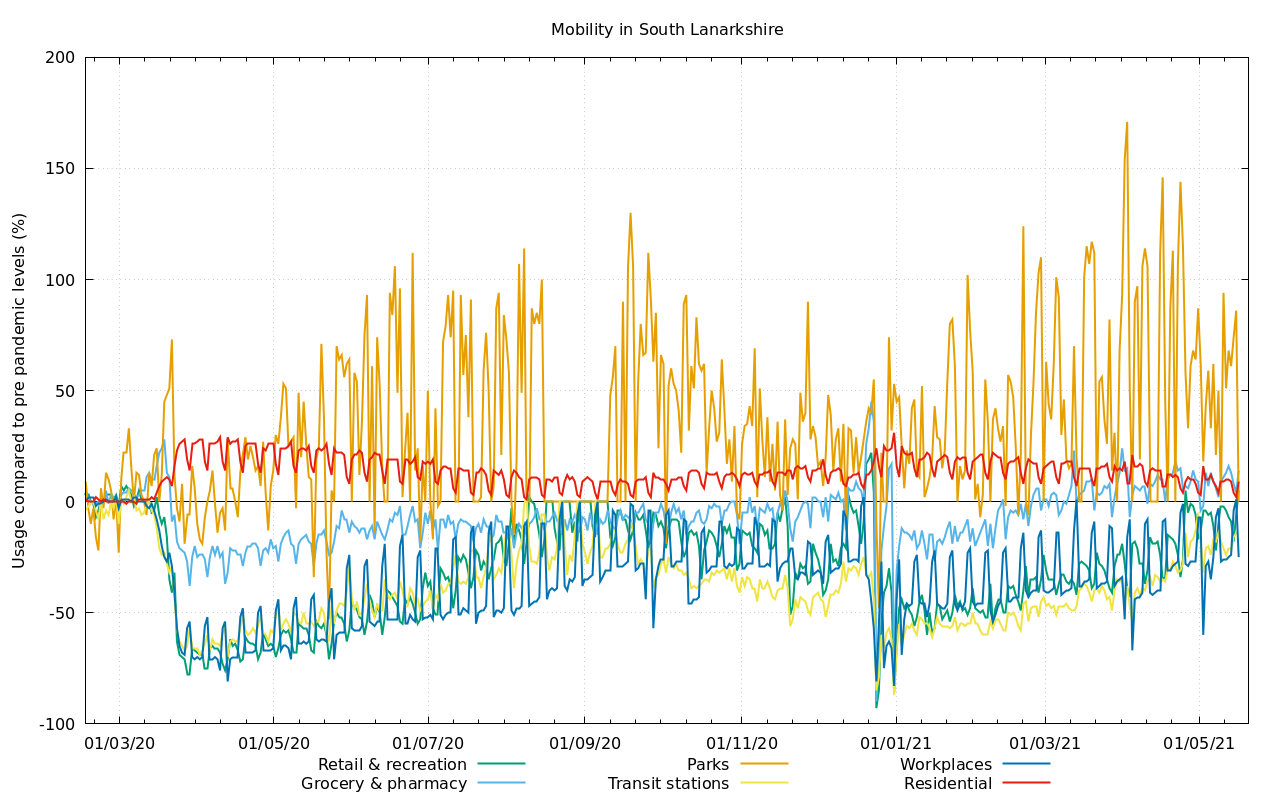 Mobility in South Lanarkshire
Usage compared to pre pandemic levels (%)
200
150
100
50
0
-50
-100
01/03/20 01/05/20 01/07/20 01/09/20 01/11/20 01/01/21 01/03/21 01/05/21
Retail & recreation Parks Workplaces
Grocery & pharmacy Transit stations Residential